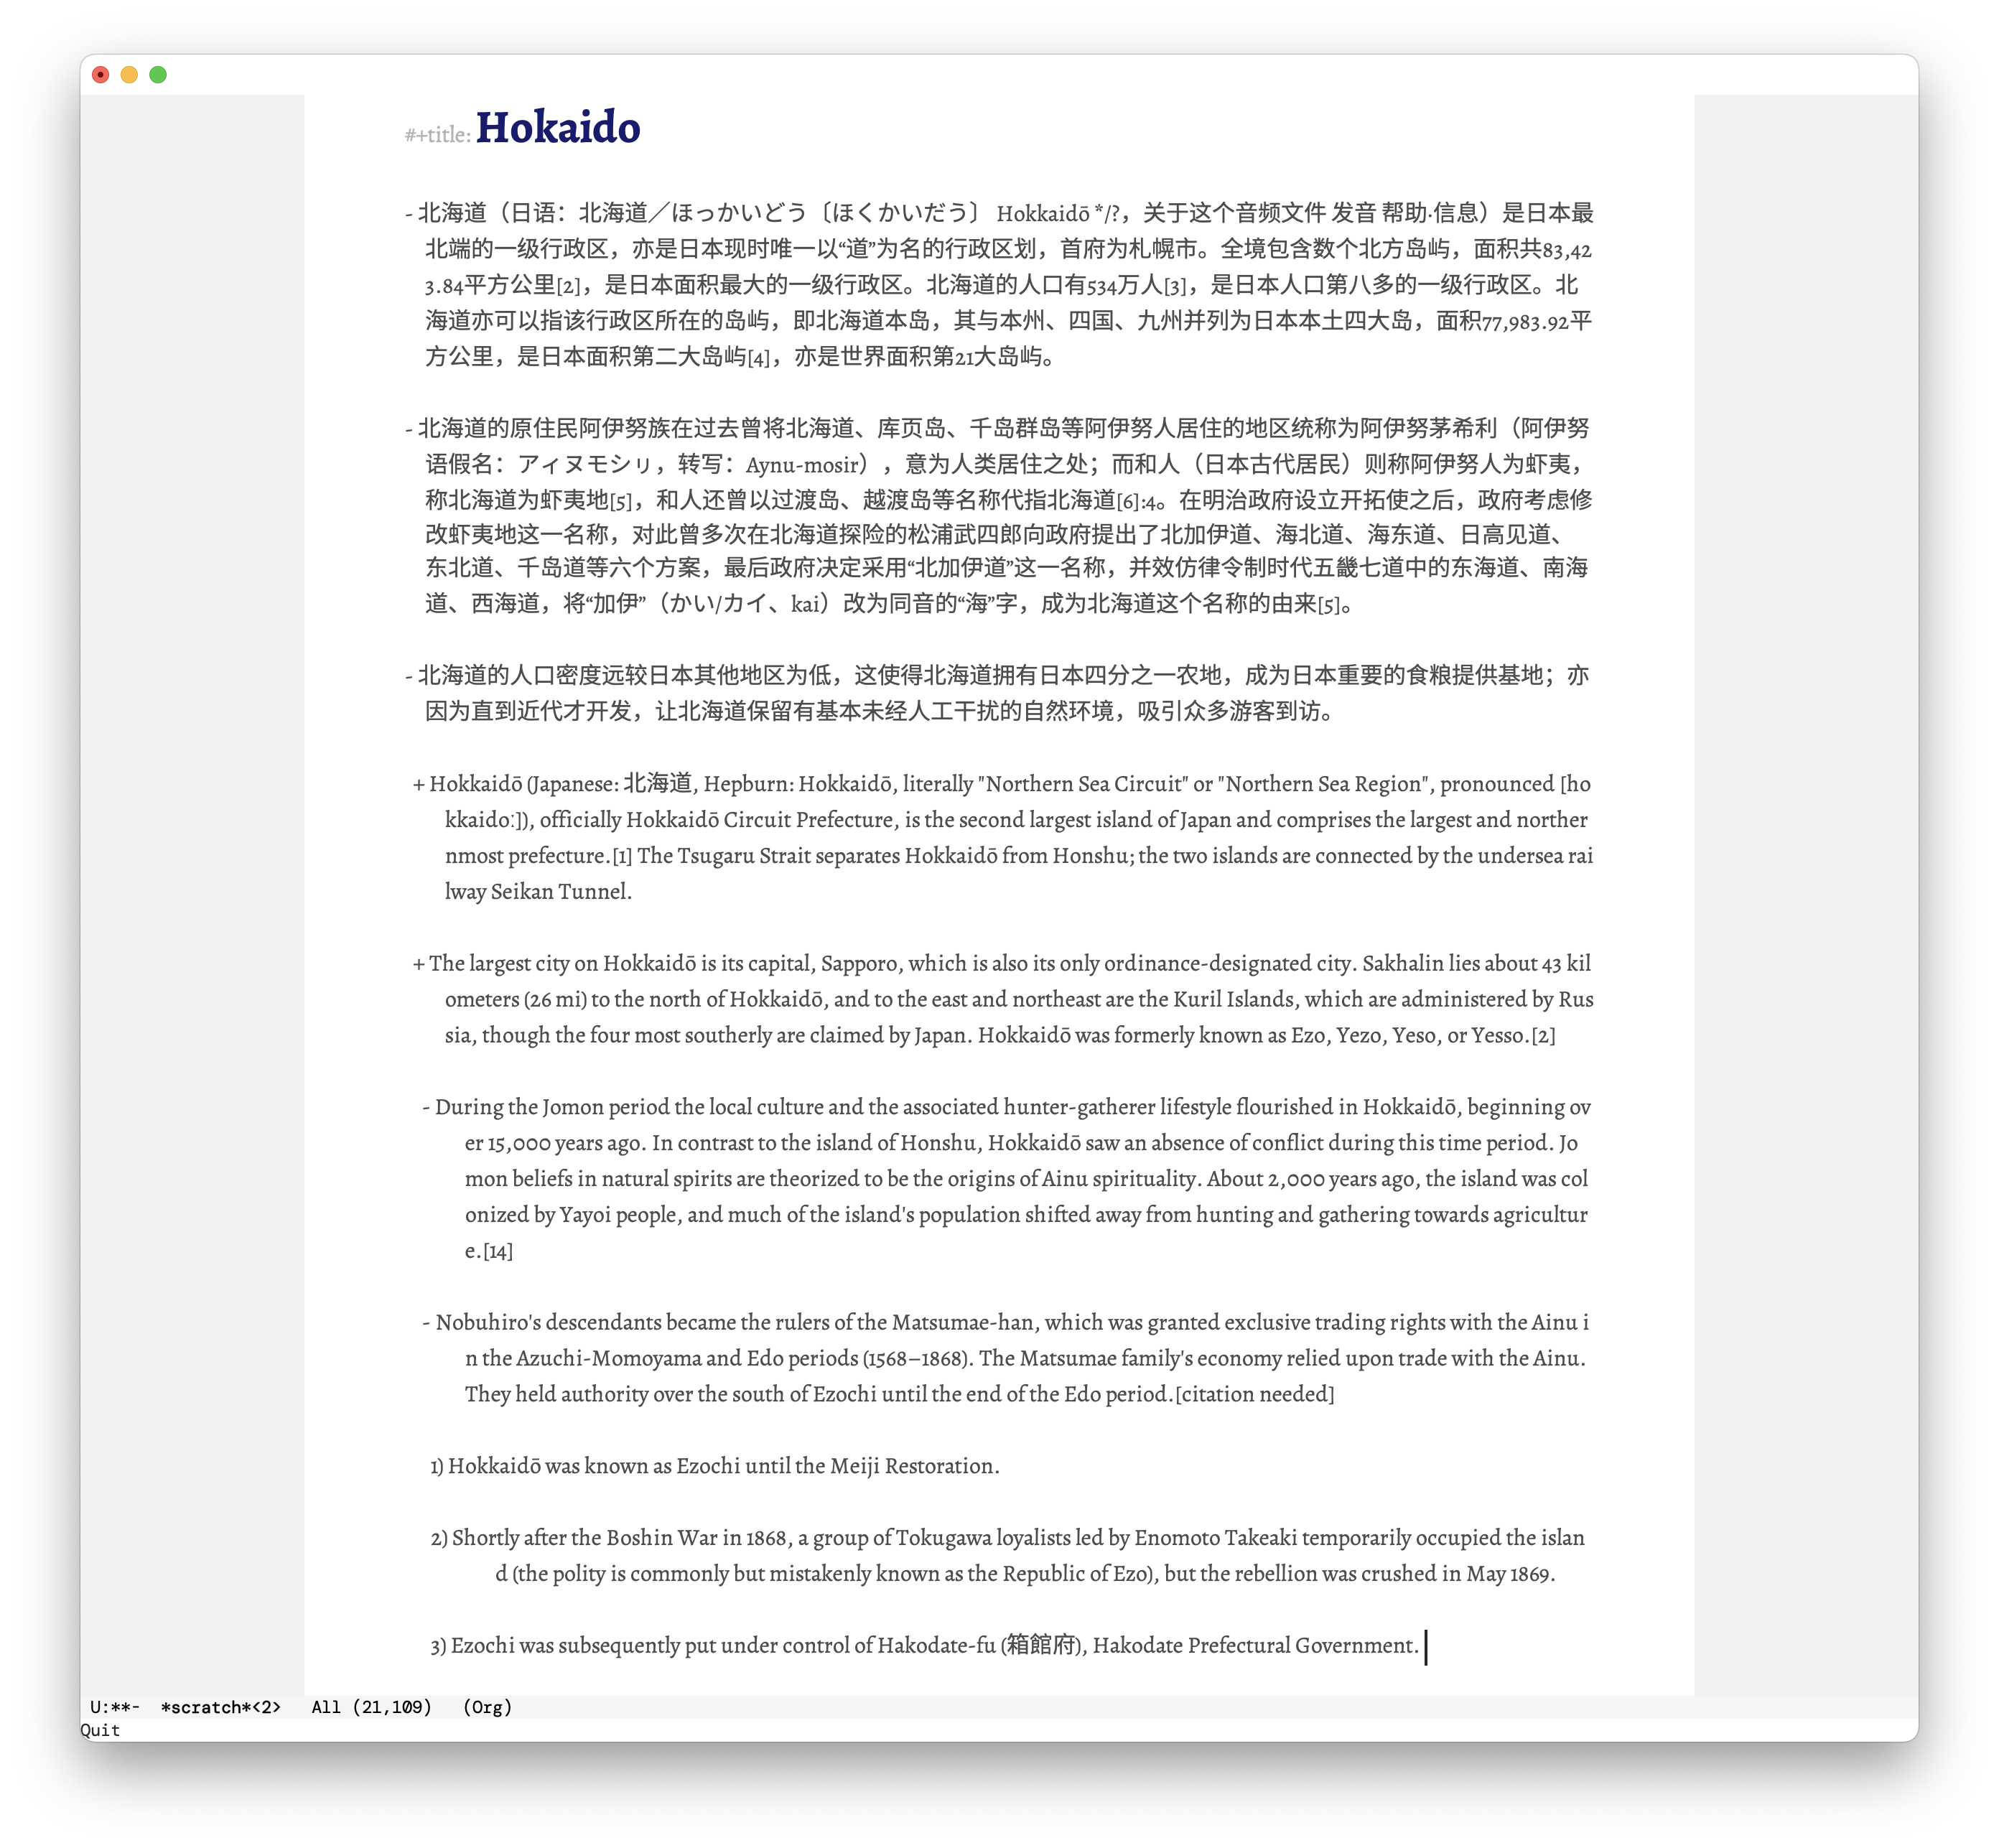 #+title: Hokaido
- 北海道（日语：北海道／ほっかいどう〔ほくかいだう〕 Hokkaidō */?，关于这个音频文件 发音 帮助·信息）是日本最
北端的一级行政区，亦是日本现时唯一以“道”为名的行政区划，首府为札幌市。全境包含数个北方岛屿，面积共83,42
3.84平方公里[2]，是日本面积最大的一级行政区。北海道的人口有534万人[3]，是日本人口第八多的一级行政区。北
海道亦可以指该行政区所在的岛屿，即北海道本岛，其与本州、四国、九州并列为日本本土四大岛，面积77,983.92平
方公里，是日本面积第二大岛屿[4]，亦是世界面积第21大岛屿。
- 北海道的原住民阿伊努族在过去曾将北海道、库页岛、千岛群岛等阿伊努人居住的地区统称为阿伊努茅希利（阿伊努
语假名：アィヌモシㇼ，转写：Aynu-mosir），意为人类居住之处；而和人（日本古代居民）则称阿伊努人为虾夷，
称北海道为虾夷地[5]，和人还曾以过渡岛、越渡岛等名称代指北海道[6]:4。在明治政府设立开拓使之后，政府考虑修
改虾夷地这一名称，对此曾多次在北海道探险的松浦武四郎向政府提出了北加伊道、海北道、海东道、日高见道、
东北道、千岛道等六个方案，最后政府决定采用“北加伊道”这一名称，并效仿律令制时代五畿七道中的东海道、南海
道、西海道，将“加伊”（かい/カイ、kai）改为同音的“海”字，成为北海道这个名称的由来[5]。
- 北海道的人口密度远较日本其他地区为低，这使得北海道拥有日本四分之一农地，成为日本重要的食粮提供基地；亦
因为直到近代才开发，让北海道保留有基本未经人工干扰的自然环境，吸引众多游客到访。
+ Hokkaidō (Japanese: 北海道, Hepburn: Hokkaidō, literally "Northern Sea Circuit" or "Northern Sea Region", pronounced [ho
kkaidoː]), officially Hokkaidō Circuit Prefecture, is the second largest island of Japan and comprises the largest and norther
nmost prefecture.[1] The Tsugaru Strait separates Hokkaidō from Honshu; the two islands are connected by the undersea rai
lway Seikan Tunnel.
+ The largest city on Hokkaidō is its capital, Sapporo, which is also its only ordinance-designated city. Sakhalin lies about 43 kil
ometers (26 mi) to the north of Hokkaidō, and to the east and northeast are the Kuril Islands, which are administered by Rus
sia, though the four most southerly are claimed by Japan. Hokkaidō was formerly known as Ezo, Yezo, Yeso, or Yesso.[2]
- During the Jomon period the local culture and the associated hunter-gatherer lifestyle flourished in Hokkaidō, beginning ov
er 15,000 years ago. In contrast to the island of Honshu, Hokkaidō saw an absence of conflict during this time period. Jo
mon beliefs in natural spirits are theorized to be the origins of Ainu spirituality. About 2,000 years ago, the island was col
onized by Yayoi people, and much of the island's population shifted away from hunting and gathering towards agricultur
e.[14]
- Nobuhiro's descendants became the rulers of the Matsumae-han, which was granted exclusive trading rights with the Ainu i
n the Azuchi-Momoyama and Edo periods (1568–1868). The Matsumae family's economy relied upon trade with the Ainu.
They held authority over the south of Ezochi until the end of the Edo period.[citation needed]
1) Hokkaidō was known as Ezochi until the Meiji Restoration.
2) Shortly after the Boshin War in 1868, a group of Tokugawa loyalists led by Enomoto Takeaki temporarily occupied the islan
d (the polity is commonly but mistakenly known as the Republic of Ezo), but the rebellion was crushed in May 1869.
3) Ezochi was subsequently put under control of Hakodate-fu (箱館府), Hakodate Prefectural Government.
U:**-  *scratch*<2>   All (21,109)   (Org)
Quit